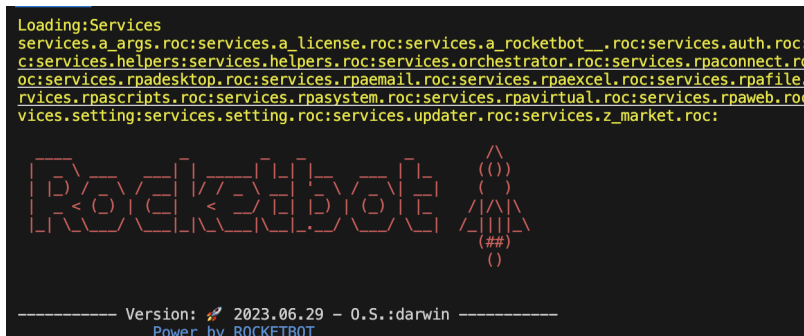 Loading:Services
services.a_args.roc:services.a_license.roc:services.a_rocketbot__.roc:services.auth.roc:
c:services.helpers:services.helpers.roc:services.orchestrator.roc:services.rpaconnect.ro
oc:services.rpadesktop.roc:services.rpaemail.roc:services.rpaexcel.roc:services.rpafile.
rvices.rpascripts.roc:services.rpasystem.roc:services.rpavirtual.roc:services.rpaweb.roc
vices.setting:services.setting.roc:services.updater.roc:services.z_market.roc:
Rocketbot
----------- Version: 🚀 2023.06.29 - O.S.:darwin -----------
Power by ROCKETBOT